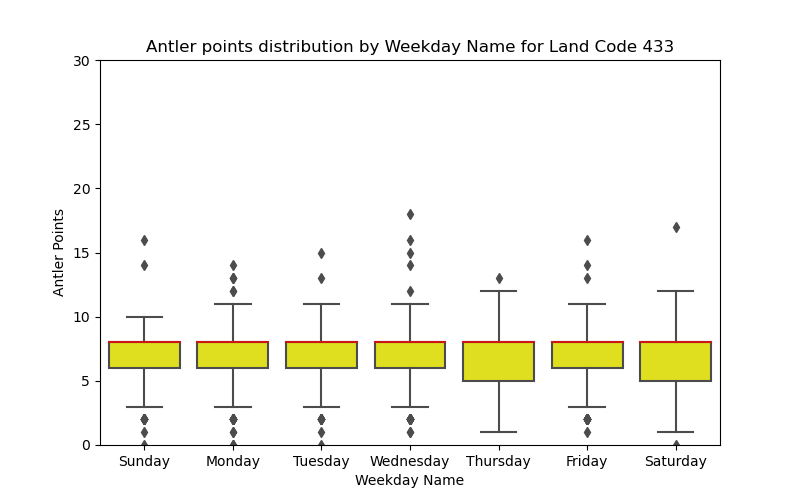 Antler points distribution by Weekday Name for Land Code 433
30
25
20
15
10
5
0
Antler Points
Sunday Monday Tuesday Wednesday Thursday Friday Saturday
Weekday Name